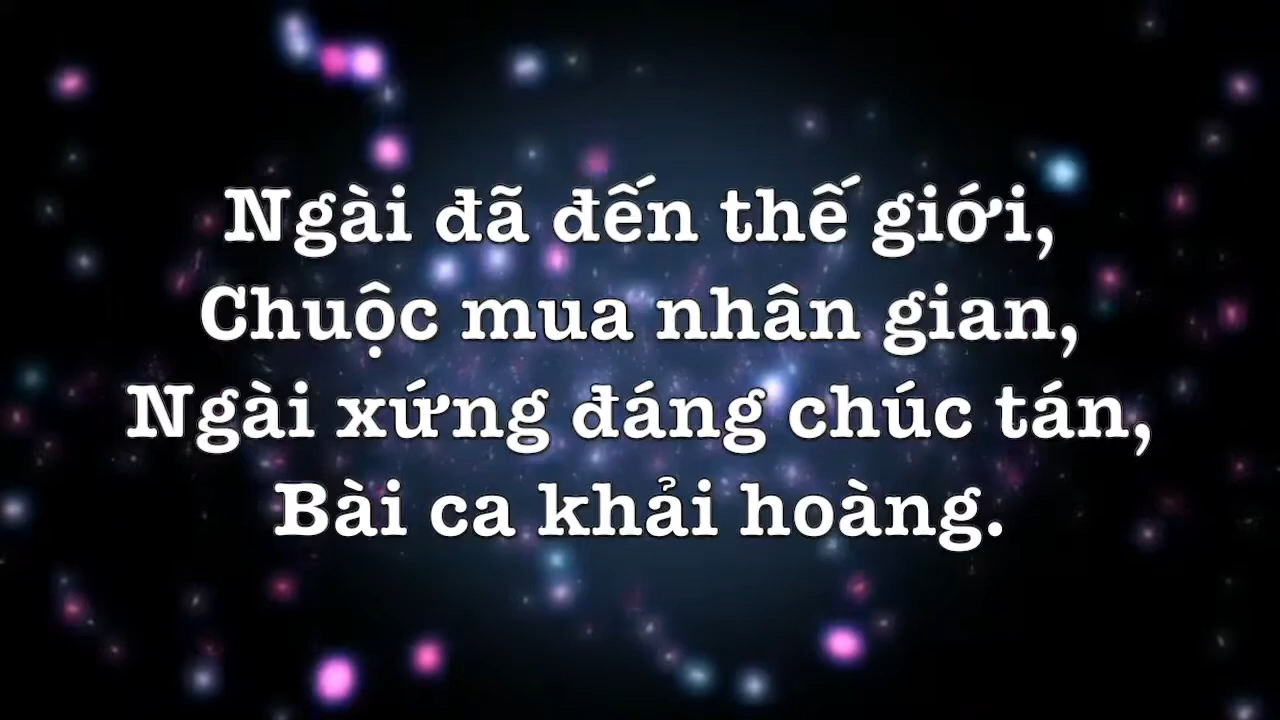 Ngài đã đến thế giới,
Chuộc mua nhân gian,
Ngài xứng đáng chúc tán,
Bài ca khải hoàng.